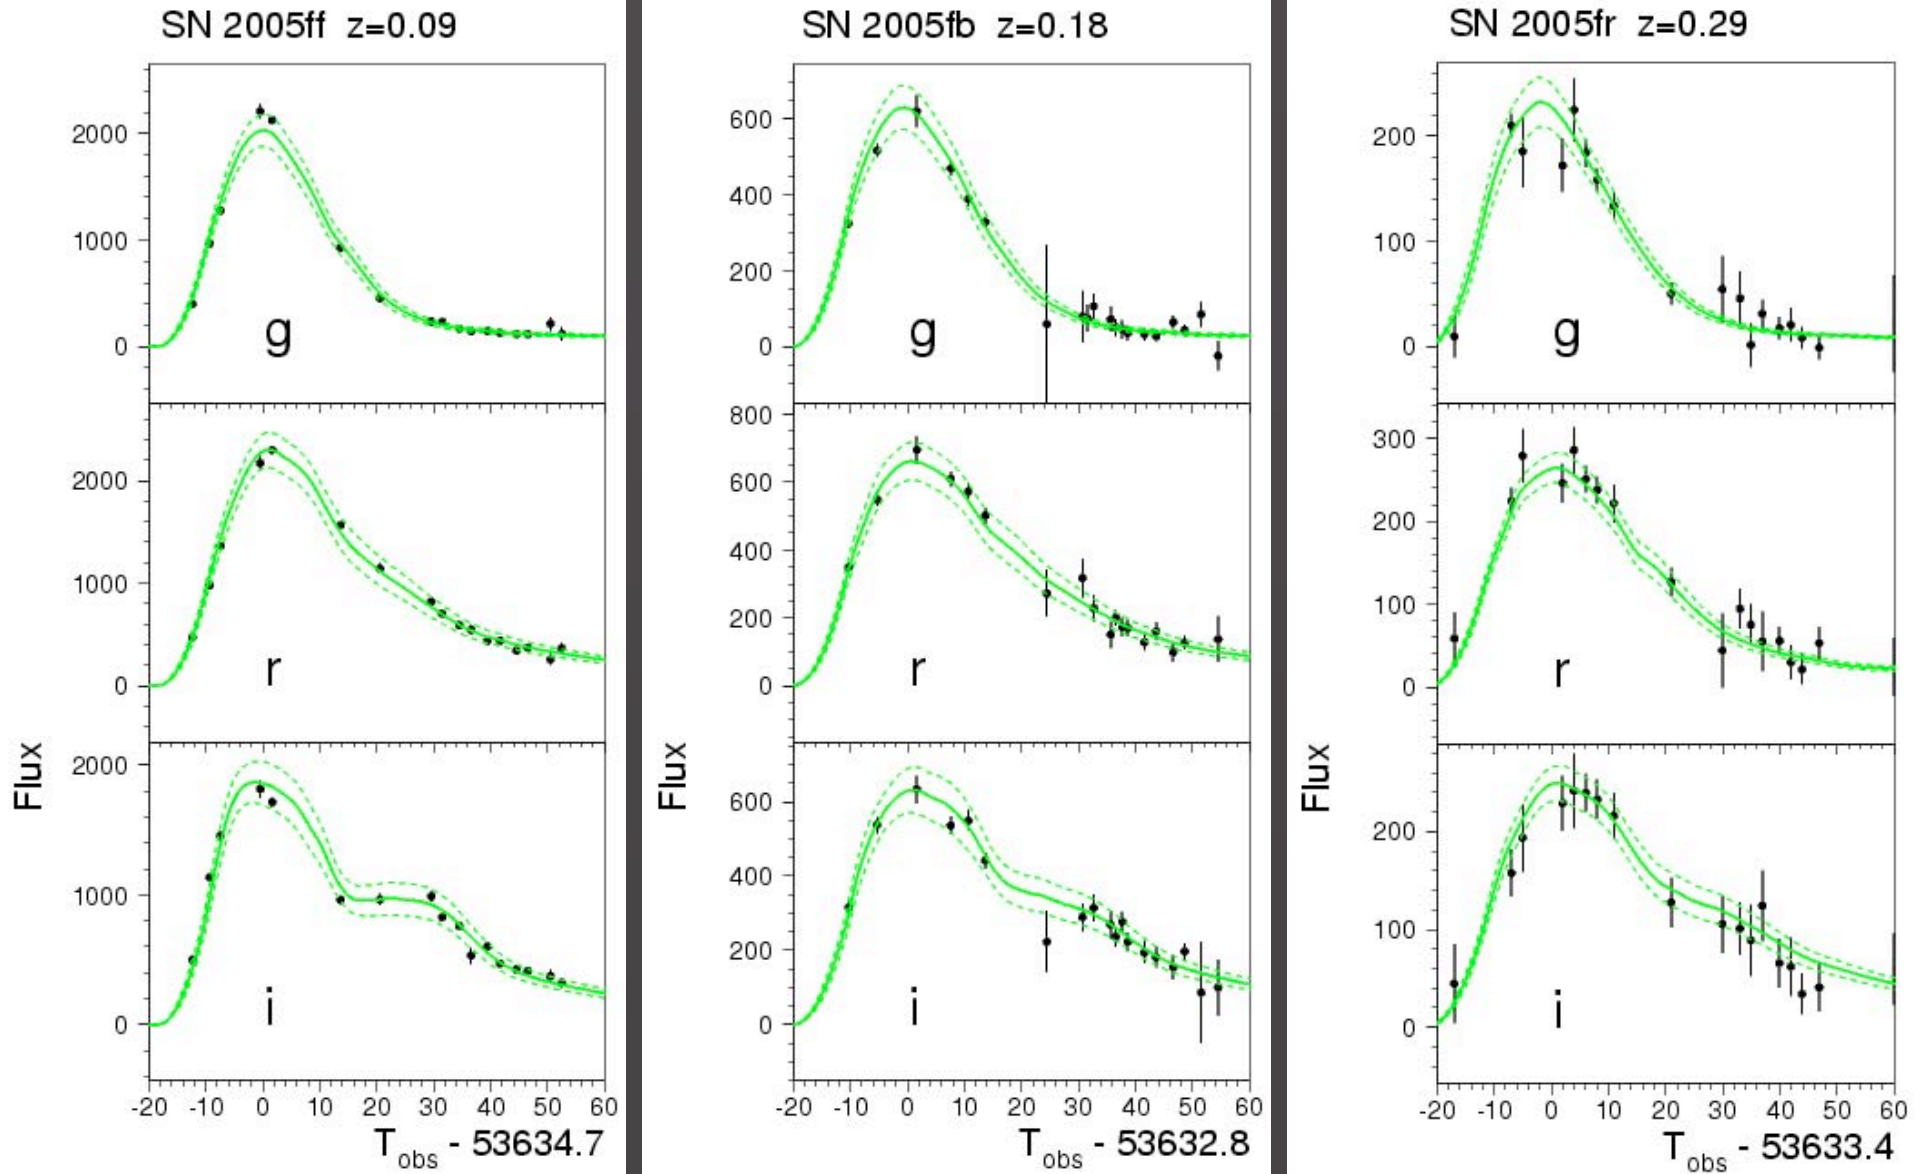 SN 2005ff z=0.09
2000
1000
0
g
2000
1000
0
r
2000
1000
0
i
Flux
-20 -10 0 10 20 30 40 50 60
Tobs - 53634.7
SN 2005fb z=0.18
600
400
200
0
g
800
600
400
200
0
r
600
400
200
0
i
Flux
-20 -10 0 10 20 30 40 50 60
Tobs - 53632.8
SN 2005fr z=0.29
200
100
0
g
300
200
100
0
r
200
100
0
i
Flux
-20 -10 0 10 20 30 40 50 60
Tobs - 53633.4